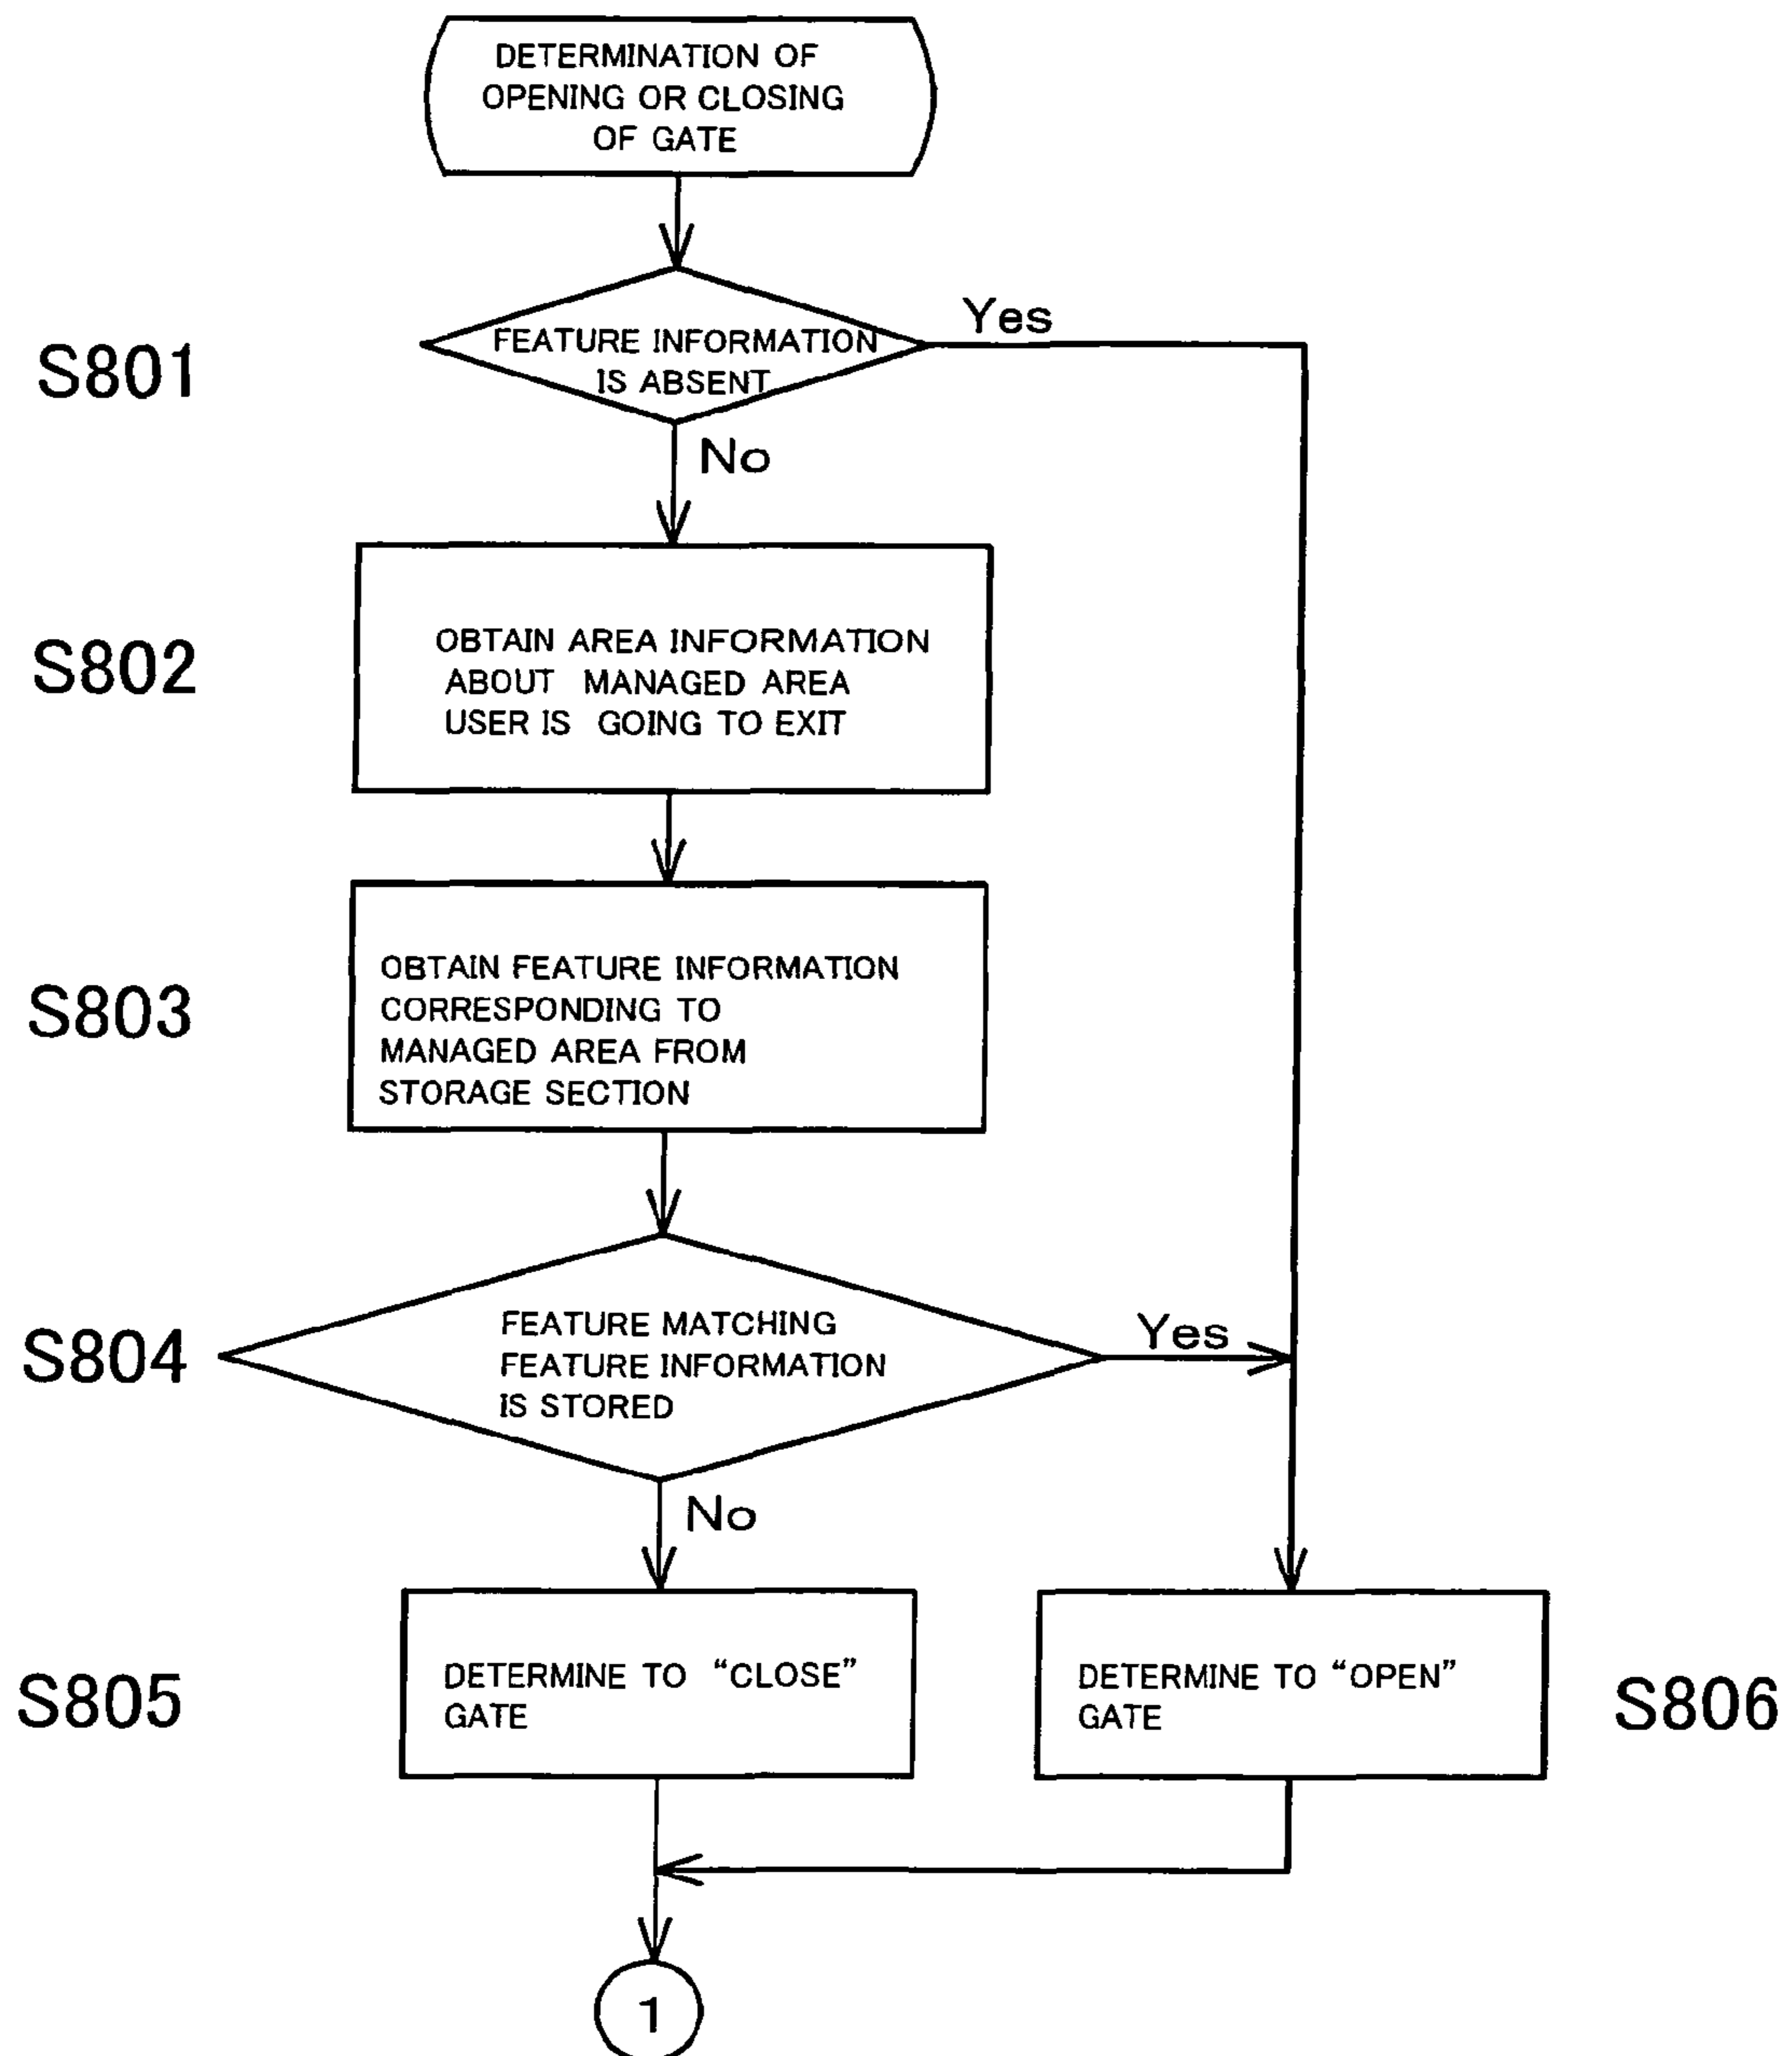 DETERMINATION OF
OPENING OR CLOSING
OF GATE
S801
FEATURE INFORMATION
IS ABSENT
Yes
No
S802
OBTAIN AREA INFORMATION
ABOUT MANAGED AREA
USER IS GOING TO EXIT
S803
OBTAIN FEATURE INFORMATION
CORRESPONDING TO
MANAGED AREA FROM
STORAGE SECTION
S804
FEATURE MATCHING
FEATURE INFORMATION
IS STORED
Yes
No
S805
DETERMINE TO “CLOSE”
GATE
DETERMINE TO “OPEN”
GATE
S806
1